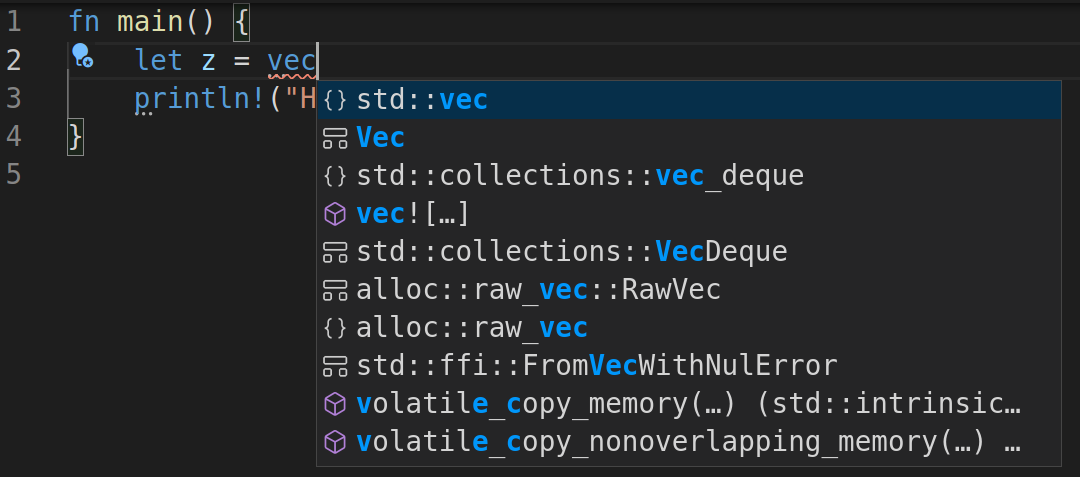 1 fn main() {
2 let z = vec
3 println!("H
4 }
5
std::vec
Vec
std::collections::vec_deque
vec![…]
std::collections::VecDeque
alloc::raw_vec::RawVec
alloc::raw_vec
std::ffi::FromVecWithNulError
volatile_copy_memory(…) (std::intrinsic…
volatile_copy_nonoverlapping_memory(…) …